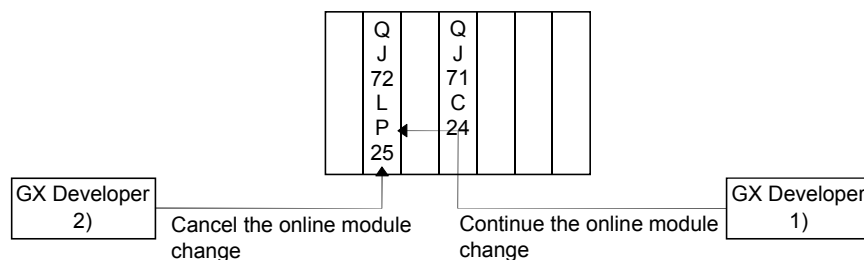 Q
J
72
L
P
25
Q
J
71
C
24
GX Developer
2)
Cancel the online module
change
Continue the online module
change
GX Developer
1)